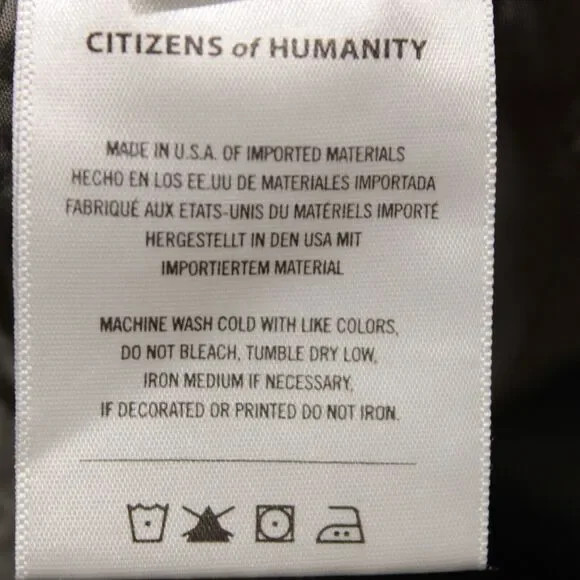 CITIZENS of HUMANITY
MADE IN U.S.A. OF IMPORTED MATERIALS
HECHO EN LOS EE.UU DE MATERIALES IMPORTADA
FABRIQUÉ AUX ETATS-UNIS DU MATÉRIELS IMPORTÉ
HERGESTELLT IN DEN USA MIT
IMPORTIERTEM MATERIAL
MACHINE WASH COLD WITH LIKE COLORS,
DO NOT BLEACH, TUMBLE DRY LOW,
IRON MEDIUM IF NECESSARY,
IF DECORATED OR PRINTED DO NOT IRON.